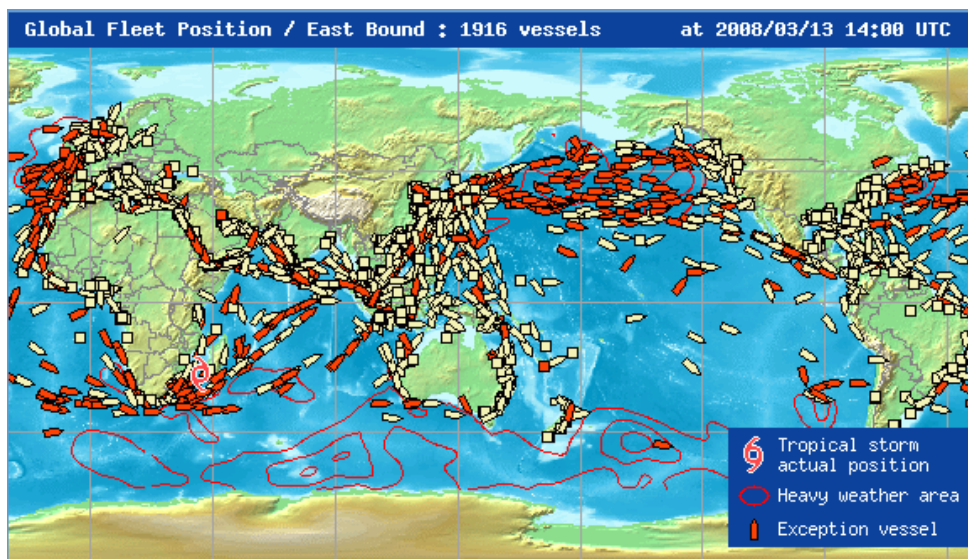 Global Fleet Position / East Bound : 1916 vessels at 2008/03/13 14:00 UTC
Tropical storm
actual position
Heavy weather area
Exception vessel